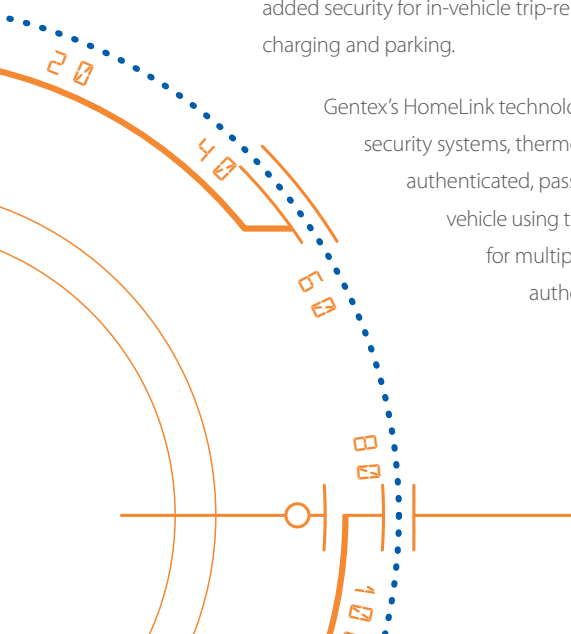 added security for in-vehicle trip-re
charging and parking.
Gentex's HomeLink technolo
security systems, therm
authenticated, pas
vehicle using t
for multip
auth
20
40
60
80